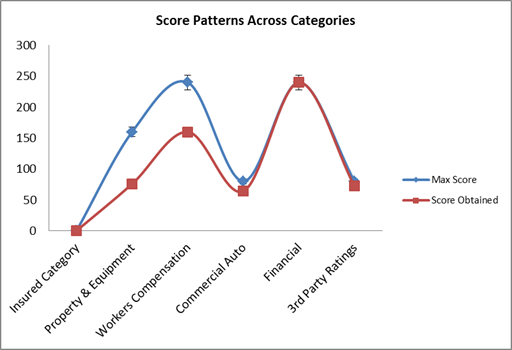 Score Patterns Across Categories
300
250
200
150
100
50
0
Insured Category
Property & Equipment
Workers Compensation
Commercial Auto
Financial
3rd Party Ratings
Max Score
Score Obtained